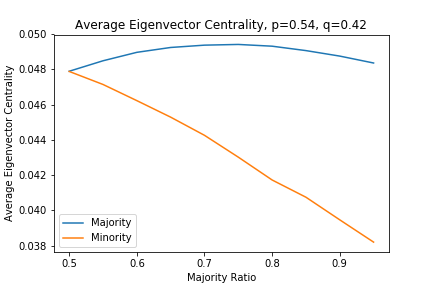 Average Eigenvector Centrality, p=0.54, q=0.42
Average Eigenvector Centrality
0.050
0.048
0.046
0.044
0.042
0.040
0.038
Majority
Minority
0.5 0.6 0.7 0.8 0.9
Majority Ratio